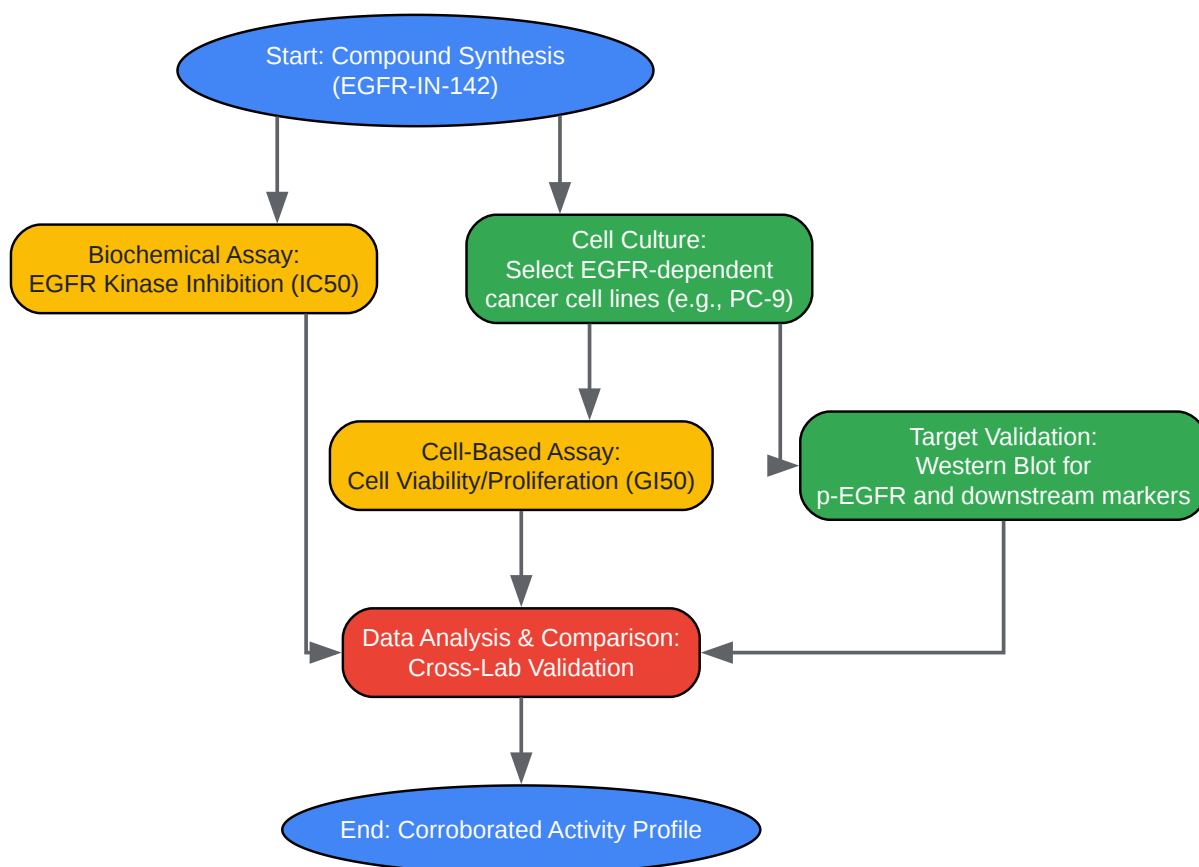 Start: Compound Synthesis
(EGFR-IN-142)
Biochemical Assay:
EGFR Kinase Inhibition (IC50)
Cell Culture:
Select EGFR-dependent
cancer cell lines (e.g., PC-9)
Cell-Based Assay:
Cell Viability/Proliferation (GI50)
Target Validation:
Western Blot for
p-EGFR and downstream markers
Data Analysis & Comparison:
Cross-Lab Validation
End: Corroborated Activity Profile